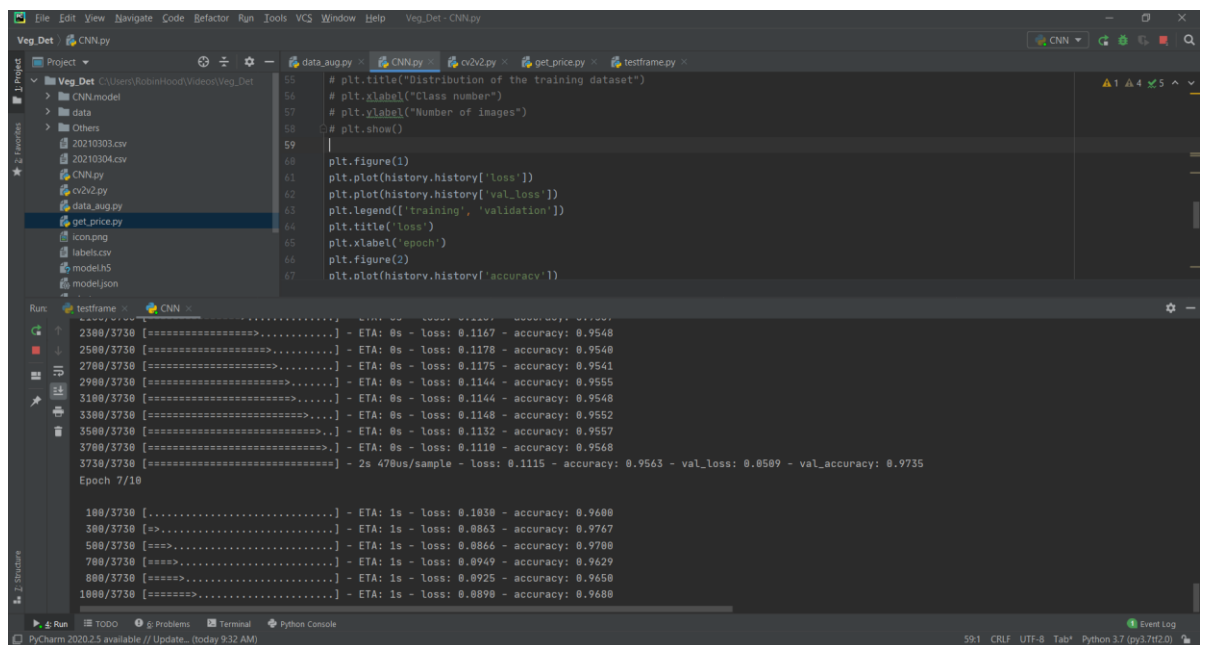 File Edit View Navigate Code Refactor Run Tools VCS Window Help Veg_Det - CNN.py
Veg_Det CNN.py CNN
Project data_aug.py CNN.py cv2v2.py get_price.py testframe.py
1: Project
2: Favorites
Z: Structure
Veg_Det C:\Users\RobinHood\Videos\Veg_Det
CNN.model
data
Others
20210303.csv
20210304.csv
CNN.py
cv2v2.py
data_aug.py
get_price.py
icon.png
labels.csv
model.h5
model.json
1 4 5
55 # plt.title("Distribution of the training dataset")
56 # plt.xlabel("Class number")
57 # plt.ylabel("Number of images")
58 # plt.show()
59
60 plt.figure(1)
61 plt.plot(history.history['loss'])
62 plt.plot(history.history['val_loss'])
63 plt.legend(['training', 'validation'])
64 plt.title('loss')
65 plt.xlabel('epoch')
66 plt.figure(2)
67 plt.plot(history.history['accuracy'])
Run: testframe CNN
2300/3730 [==================>...........] - ETA: 0s - loss: 0.1167 - accuracy: 0.9548
2500/3730 [===================>..........] - ETA: 0s - loss: 0.1178 - accuracy: 0.9540
2700/3730 [====================>.........] - ETA: 0s - loss: 0.1175 - accuracy: 0.9541
2900/3730 [======================>.......] - ETA: 0s - loss: 0.1144 - accuracy: 0.9555
3100/3730 [=======================>......] - ETA: 0s - loss: 0.1144 - accuracy: 0.9548
3300/3730 [=========================>....] - ETA: 0s - loss: 0.1148 - accuracy: 0.9552
3500/3730 [===========================>..] - ETA: 0s - loss: 0.1132 - accuracy: 0.9557
3700/3730 [============================>.] - ETA: 0s - loss: 0.1110 - accuracy: 0.9568
3730/3730 [==============================] - 2s 470us/sample - loss: 0.1115 - accuracy: 0.9563 - val_loss: 0.0509 - val_accuracy: 0.9735
Epoch 7/10
100/3730 [..............................] - ETA: 1s - loss: 0.1030 - accuracy: 0.9600
300/3730 [=>............................] - ETA: 1s - loss: 0.0863 - accuracy: 0.9767
500/3730 [===>..........................] - ETA: 1s - loss: 0.0866 - accuracy: 0.9700
700/3730 [====>.........................] - ETA: 1s - loss: 0.0949 - accuracy: 0.9629
800/3730 [=====>........................] - ETA: 1s - loss: 0.0925 - accuracy: 0.9650
1000/3730 [=======>......................] - ETA: 1s - loss: 0.0890 - accuracy: 0.9680
4: Run TODO 6: Problems Terminal Python Console 1 Event Log
PyCharm 2020.2.5 available // Update... (today 9:32 AM) 59:1 CRLF UTF-8 Tab* Python 3.7 (py3.7tf2.0)